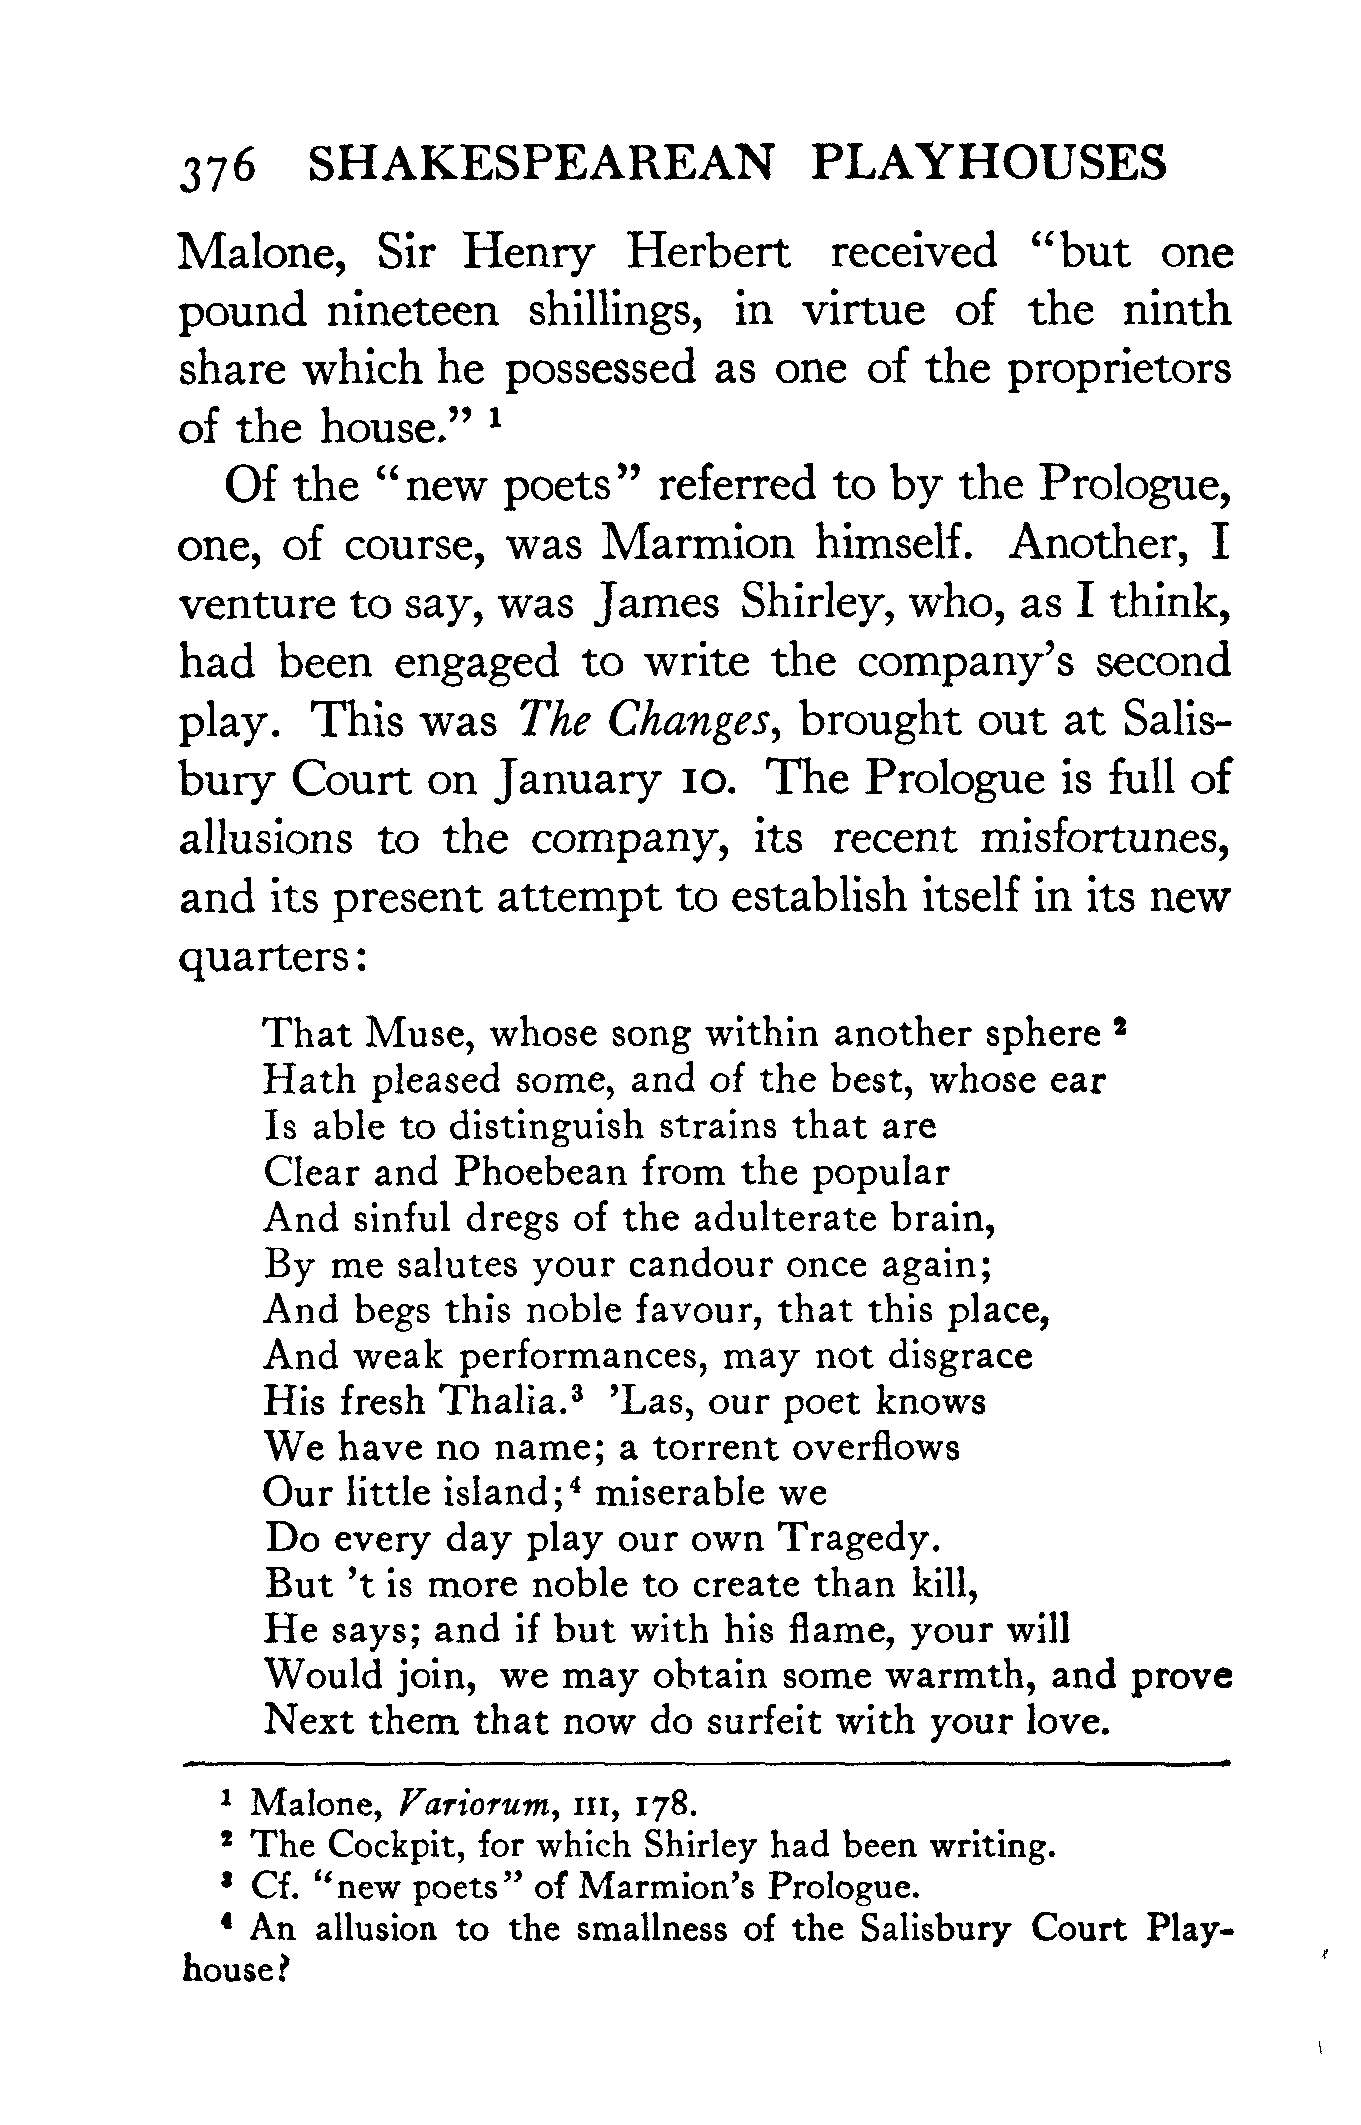 376 SHAKESPEAREAN PLAYHOUSES
Malone, Sir Henry Herbert received “but one
pound nineteen shillings, in virtue of the ninth
share which he possessed as one of the proprietors
of the house.” ¹
Of the “new poets” referred to by the Prologue,
one, of course, was Marmion himself. Another, I
venture to say, was James Shirley, who, as I think,
had been engaged to write the company’s second
play. This was The Changes, brought out at Salis-
bury Court on January 10. The Prologue is full of
allusions to the company, its recent misfortunes,
and its present attempt to establish itself in its new
quarters:
That Muse, whose song within another sphere ²
Hath pleased some, and of the best, whose ear
Is able to distinguish strains that are
Clear and Phoebean from the popular
And sinful dregs of the adulterate brain,
By me salutes your candour once again;
And begs this noble favour, that this place,
And weak performances, may not disgrace
His fresh Thalia.³ ’Las, our poet knows
We have no name; a torrent overflows
Our little island;⁴ miserable we
Do every day play our own Tragedy.
But ’t is more noble to create than kill,
He says; and if but with his flame, your will
Would join, we may obtain some warmth, and prove
Next them that now do surfeit with your love.
¹ Malone, Variorum, III, 178.
² The Cockpit, for which Shirley had been writing.
³ Cf. “new poets” of Marmion’s Prologue.
⁴ An allusion to the smallness of the Salisbury Court Play-
house?